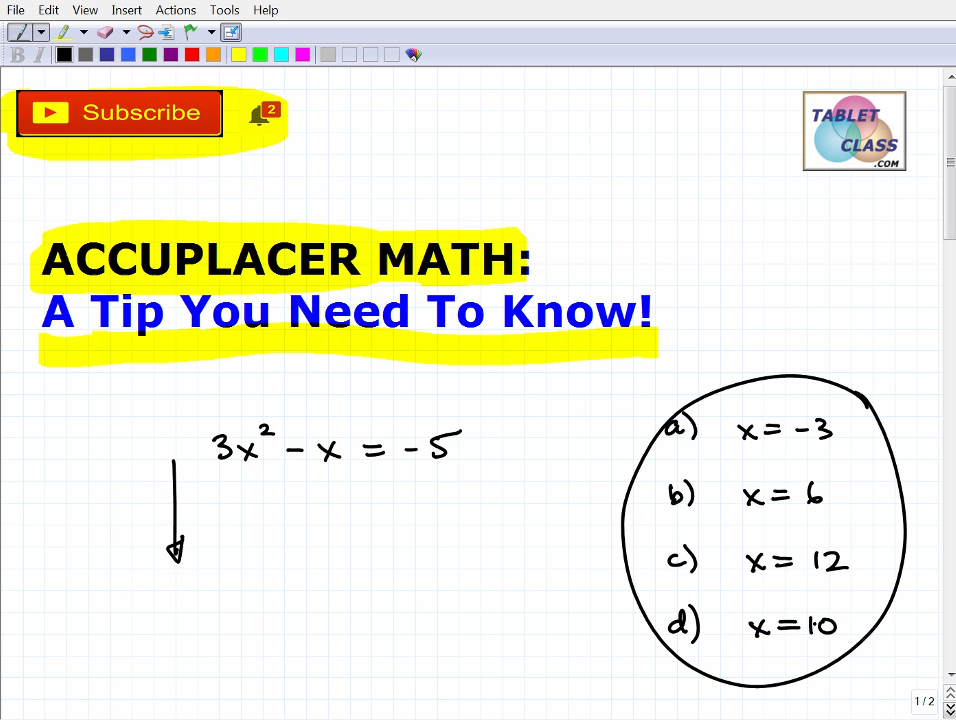 File Edit View Insert Actions Tools Help
B I
Subscribe 2
TABLET
CLASS
.COM
ACCUPLACER MATH:
A Tip You Need To Know!
3x² - x = -5
a) x = -3
b) x = 6
c) x = 12
d) x = 10
1 / 2